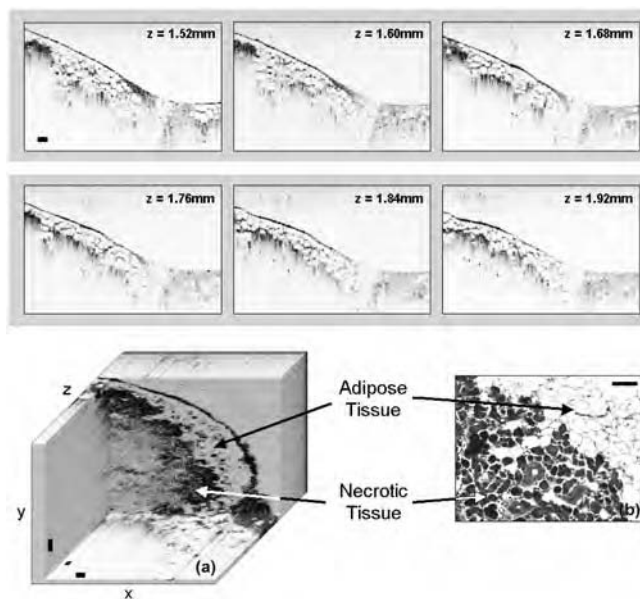 z = 1.52mm
z = 1.60mm
z = 1.68mm
z = 1.76mm
z = 1.84mm
z = 1.92mm
z
Adipose
Tissue
Necrotic
Tissue
y
(a)
(b)
x